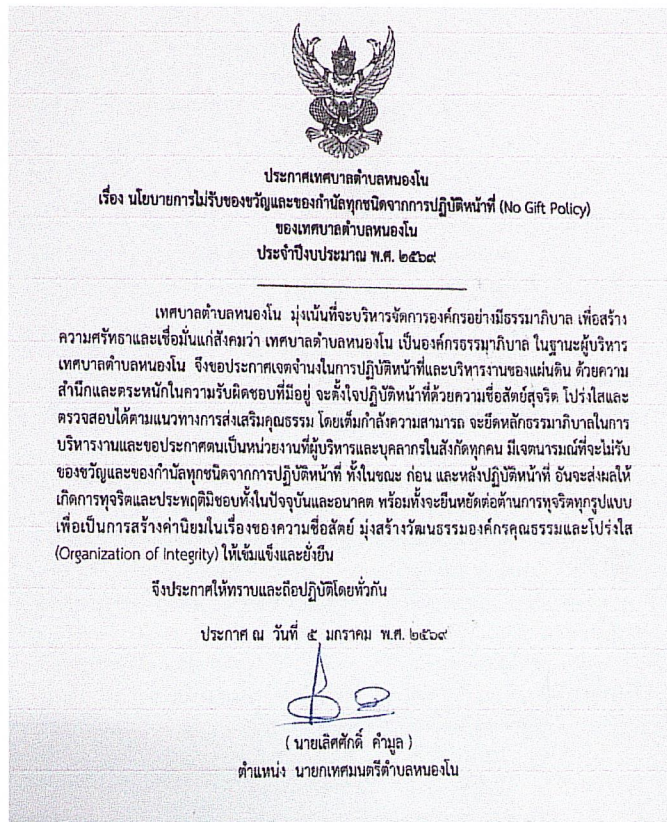 ประกาศเทศบาลตำบลหนองโน
เรื่อง นโยบายการไม่รับของขวัญและของกำนัลทุกชนิดจากการปฏิบัติหน้าที่ (No Gift Policy)
ของเทศบาลตำบลหนองโน
ประจำปีงบประมาณ พ.ศ. ๒๕๖๙
เทศบาลตำบลหนองโน มุ่งเน้นที่จะบริหารจัดการองค์กรอย่างมีธรรมาภิบาล เพื่อสร้าง
ความศรัทธาและเชื่อมั่นแก่สังคมว่า เทศบาลตำบลหนองโน เป็นองค์กรธรรมาภิบาล ในฐานะผู้บริหาร
เทศบาลตำบลหนองโน จึงขอประกาศเจตจำนงในการปฏิบัติหน้าที่และบริหารงานของแผ่นดิน ด้วยความ
สำนึกและตระหนักในความรับผิดชอบที่มีอยู่ จะตั้งใจปฏิบัติหน้าที่ด้วยความซื่อสัตย์สุจริต โปร่งใสและ
ตรวจสอบได้ตามแนวทางการส่งเสริมคุณธรรม โดยเต็มกำลังความสามารถ จะยึดหลักธรรมาภิบาลในการ
บริหารงานและขอประกาศตนเป็นหน่วยงานที่ผู้บริหารและบุคลากรในสังกัดทุกคน มีเจตนารมณ์ที่จะไม่รับ
ของขวัญและของกำนัลทุกชนิดจากการปฏิบัติหน้าที่ ทั้งในขณะ ก่อน และหลังปฏิบัติหน้าที่ อันจะส่งผลให้
เกิดการทุจริตและประพฤติมิชอบทั้งในปัจจุบันและอนาคต พร้อมทั้งจะยืนหยัดต่อต้านการทุจริตทุกรูปแบบ
เพื่อเป็นการสร้างค่านิยมในเรื่องของความซื่อสัตย์ มุ่งสร้างวัฒนธรรมองค์กรคุณธรรมและโปร่งใส
(Organization of Integrity) ให้เข้มแข็งและยั่งยืน
จึงประกาศให้ทราบและถือปฏิบัติโดยทั่วกัน
ประกาศ ณ วันที่ ๕ มกราคม พ.ศ. ๒๕๖๙
( นายเลิศศักดิ์ คำมูล )
ตำแหน่ง นายกเทศมนตรีตำบลหนองโน